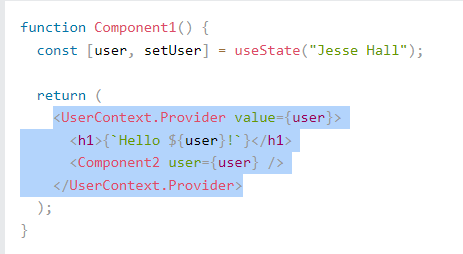 function Component1() {
  const [user, setUser] = useState("Jesse Hall");

  return (
    <UserContext.Provider value={user}>
      <h1>{`Hello ${user}!`}</h1>
      <Component2 user={user} />
    </UserContext.Provider>
  );
}